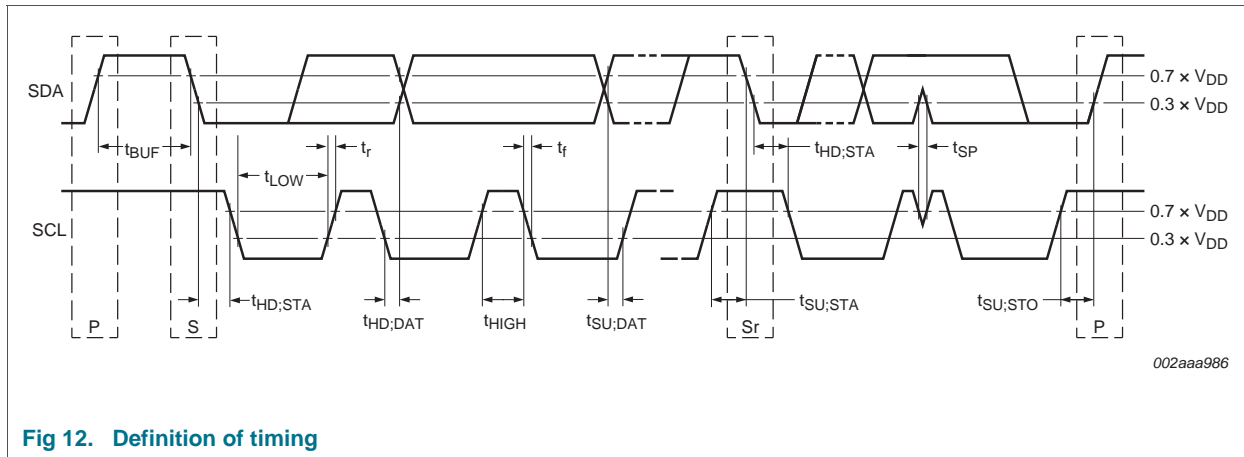 SDA
0.7 × VDD
0.3 × VDD
tBUF
tr
tf
tHD;STA
tSP
tLOW
SCL
0.7 × VDD
0.3 × VDD
tHD;STA
tHD;DAT
tHIGH
tSU;DAT
tSU;STA
tSU;STO
P
S
Sr
P
002aaa986
Fig 12. Definition of timing